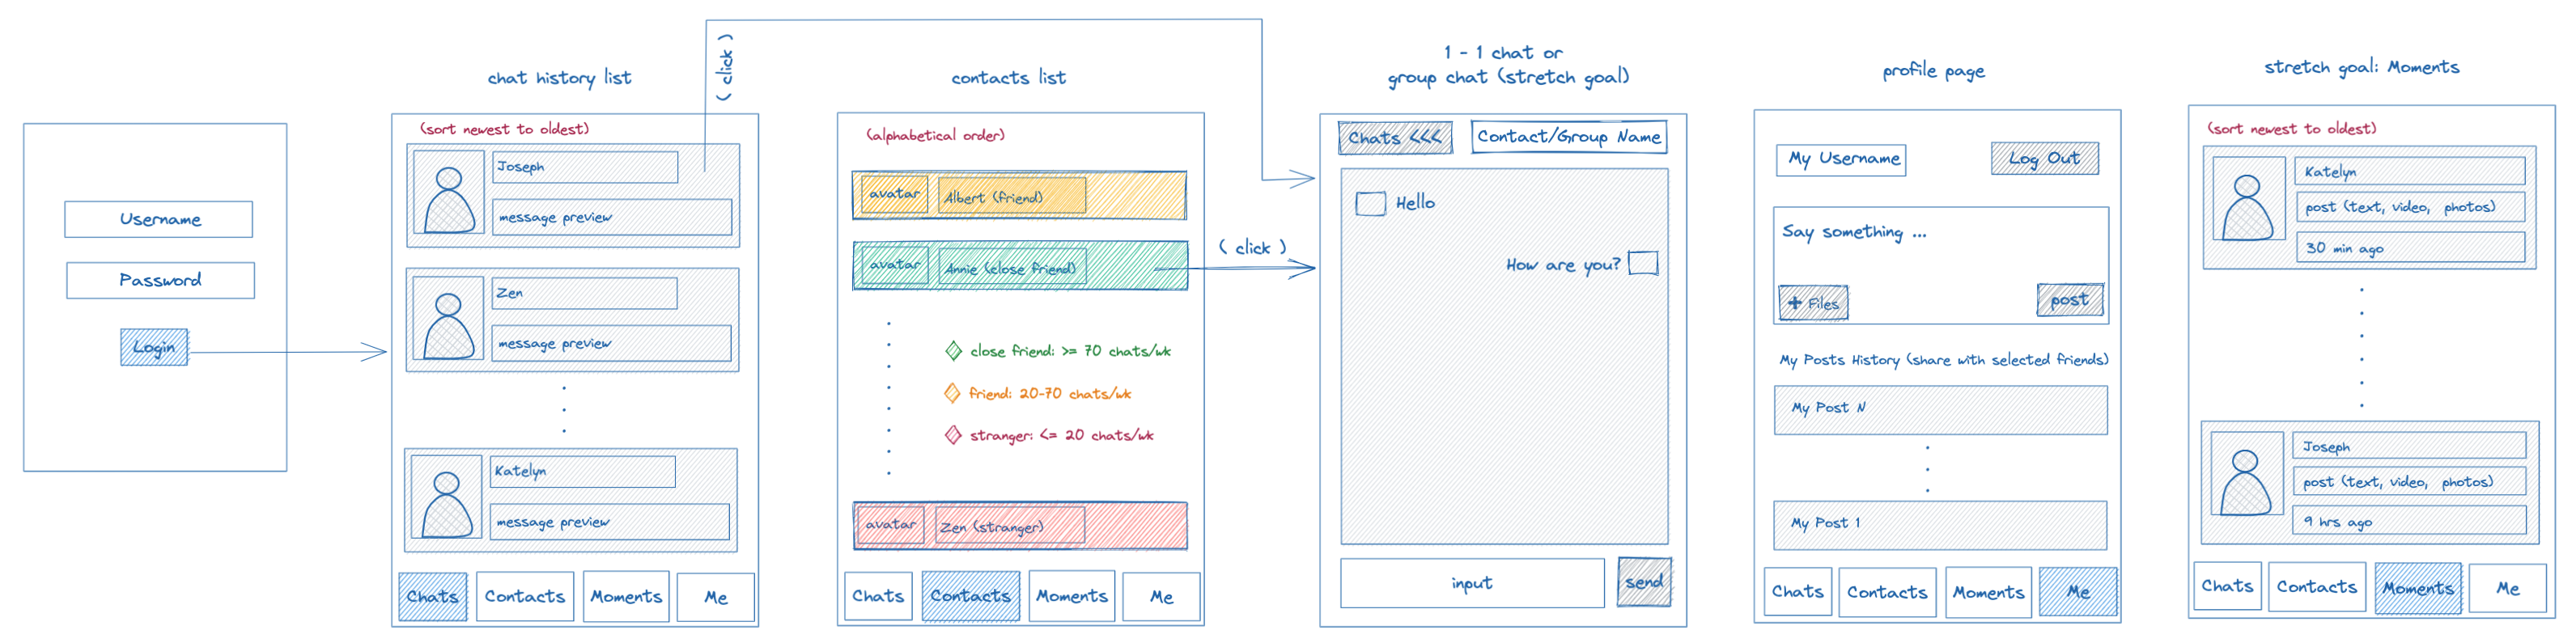 Username
Password
Login
chat history list
(sort newest to oldest)
Joseph
message preview
Zen
message preview
Katelyn
message preview
Chats
Contacts
Moments
Me
( click )
contacts list
(alphabetical order)
avatar
Albert (friend)
avatar
Annie (close friend)
close friend: >= 70 chats/wk
friend: 20-70 chats/wk
stranger: <= 20 chats/wk
avatar
Zen (stranger)
Chats
Contacts
Moments
Me
( click )
1 - 1 chat or
group chat (stretch goal)
Chats <<<
Contact/Group Name
Hello
How are you?
input
send
profile page
My Username
Log Out
Say something ...
+ Files
post
My Posts History (share with selected friends)
My Post N
My Post 1
Chats
Contacts
Moments
Me
stretch goal: Moments
(sort newest to oldest)
Katelyn
post (text, video, photos)
30 min ago
Joseph
post (text, video, photos)
9 hrs ago
Chats
Contacts
Moments
Me